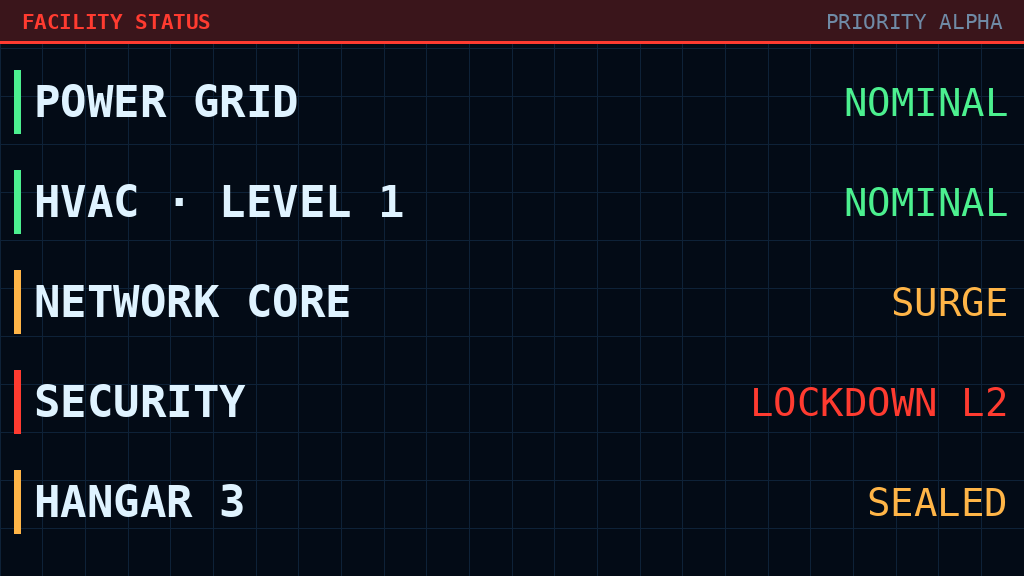 FACILITY STATUS PRIORITY ALPHA
POWER GRID NOMINAL
HVAC · LEVEL 1 NOMINAL
NETWORK CORE SURGE
SECURITY LOCKDOWN L2
HANGAR 3 SEALED